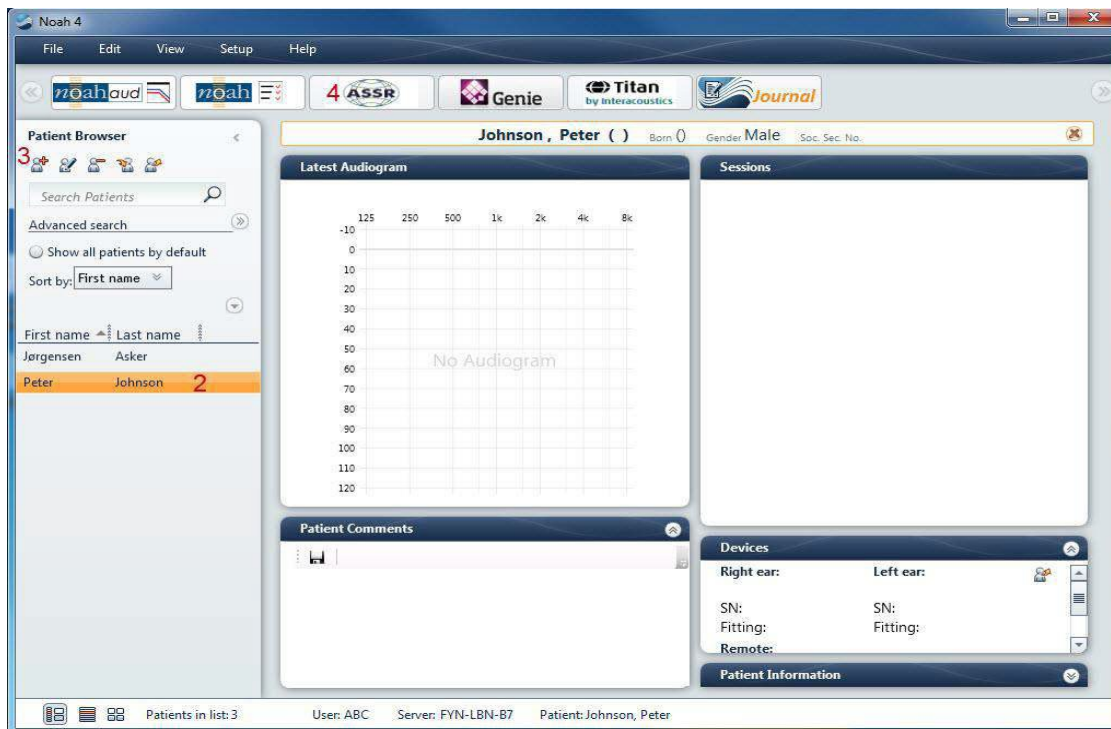 Noah 4
File Edit View Setup Help
noahaud noah 4 ASSR Genie Titan by Interacoustics Journal
Patient Browser
3
Search Patients
Advanced search
Show all patients by default
Sort by: First name
First name Last name
Jørgensen Asker
Peter Johnson 2
Johnson , Peter ( ) Born () Gender Male Soc. Sec. No.
Latest Audiogram
125 250 500 1k 2k 4k 8k
-10
0
10
20
30
40
50
60
70
80
90
100
110
120
No Audiogram
Sessions
Patient Comments
Devices
Right ear: Left ear:
SN: SN:
Fitting: Fitting:
Remote:
Patient Information
Patients in list: 3 User: ABC Server: FYN-LBN-B7 Patient: Johnson, Peter